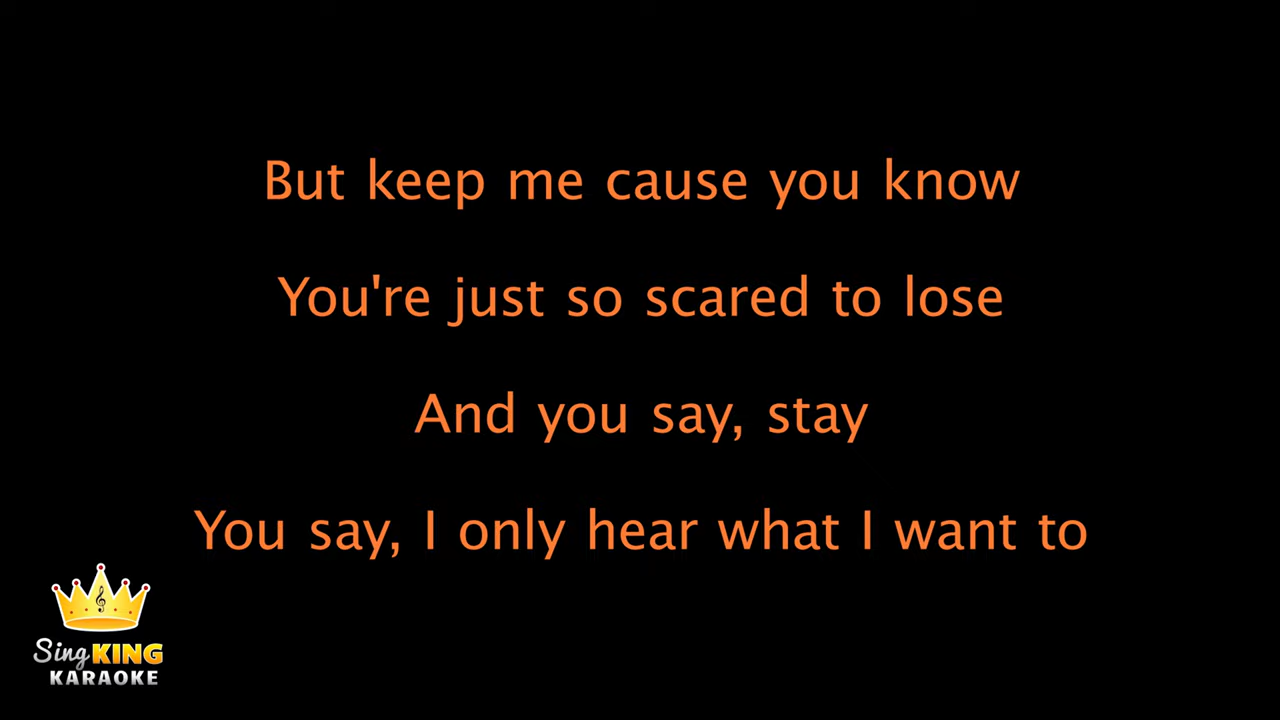 But keep me cause you know
You're just so scared to lose
And you say, stay
You say, I only hear what I want to
Sing KING
KARAOKE